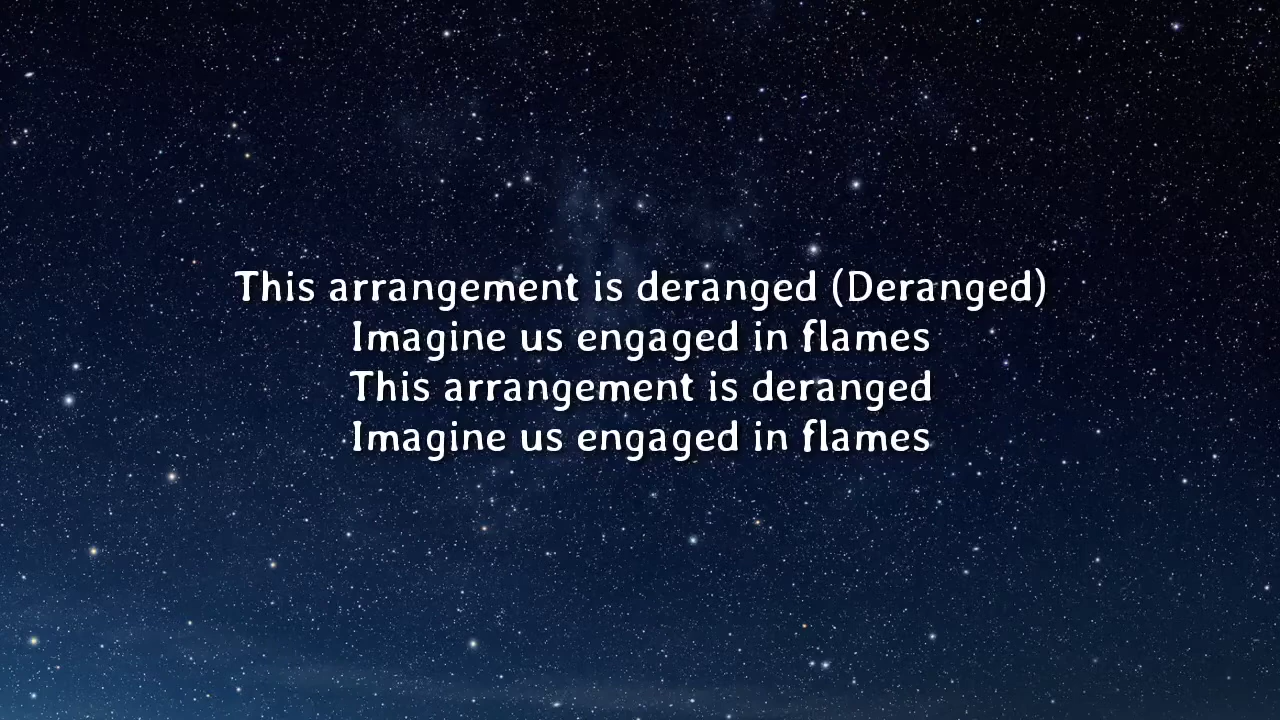 This arrangement is deranged (Deranged)
Imagine us engaged in flames
This arrangement is deranged
Imagine us engaged in flames